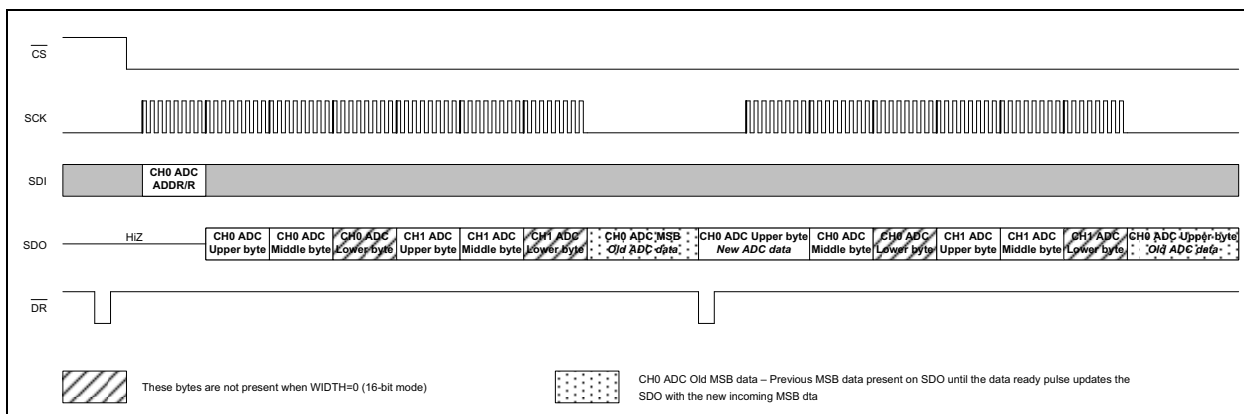 CS
SCK
SDI
CH0 ADC
ADDR/R
SDO
HiZ
CH0 ADC
Upper byte
CH0 ADC
Middle byte
CH0 ADC
Lower byte
CH1 ADC
Upper byte
CH1 ADC
Middle byte
CH1 ADC
Lower byte
CH0 ADC MSB
Old ADC data
CH0 ADC Upper byte
New ADC data
CH0 ADC
Middle byte
CH0 ADC
Lower byte
CH1 ADC
Upper byte
CH1 ADC
Middle byte
CH1 ADC
Lower byte
CH0 ADC Upper byte
Old ADC data
DR
These bytes are not present when WIDTH=0 (16-bit mode)
CH0 ADC Old MSB data – Previous MSB data present on SDO until the data ready pulse updates the
SDO with the new incoming MSB dta